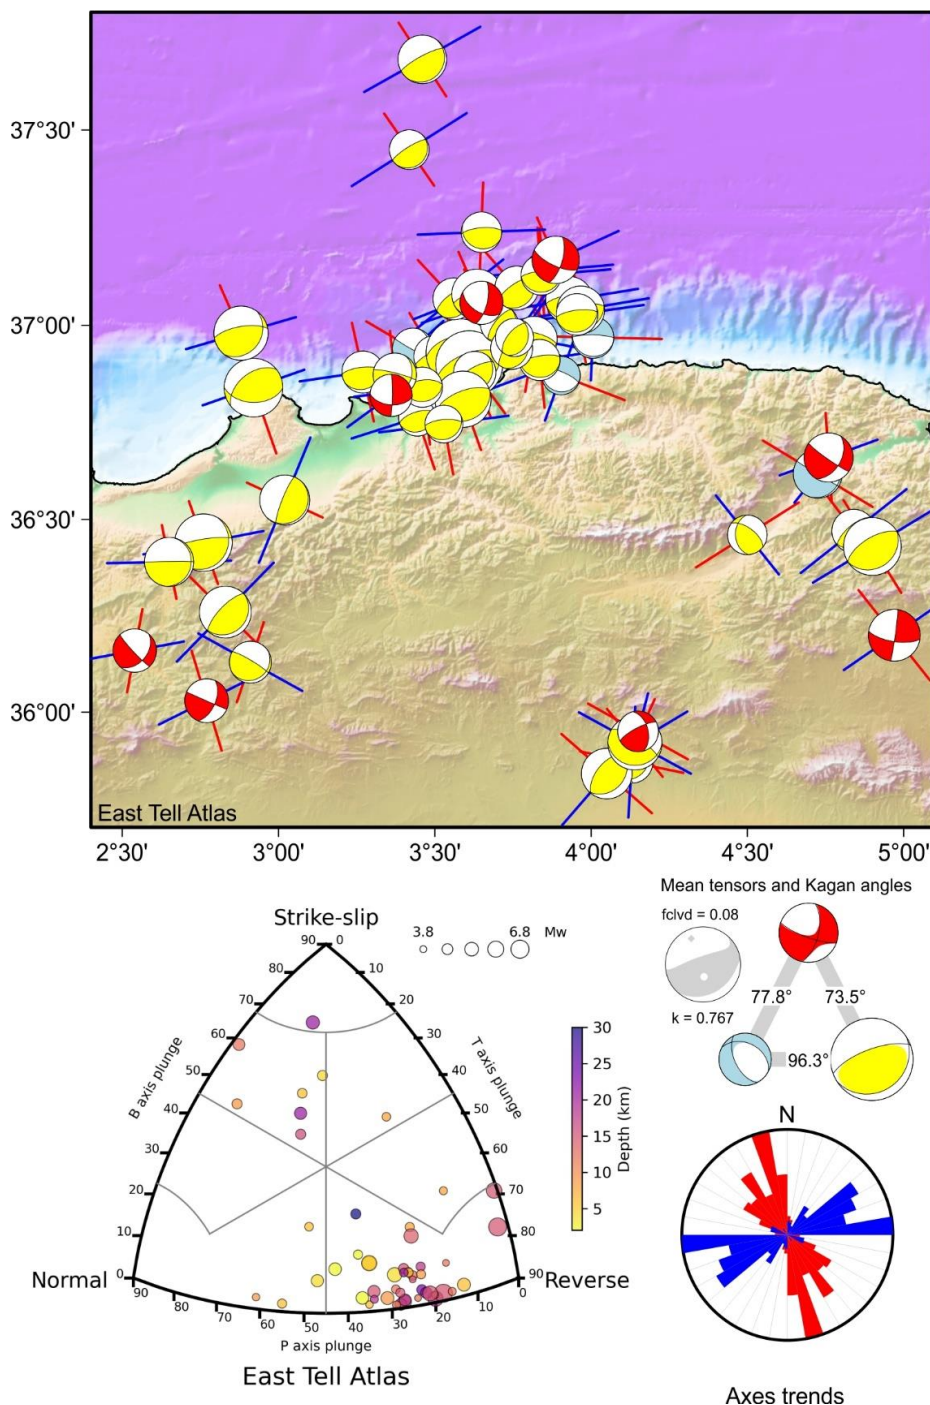 37°30'
37°00'
36°30'
36°00'
East Tell Atlas
2°30' 3°00' 3°30' 4°00' 4°30' 5°00'
Mean tensors and Kagan angles
fclvd = 0.08
77.8° 73.5°
k = 0.767
96.3°
Strike-slip
3.8 6.8 Mw
90 0
80 10
70 20
60 30
50 40
40 50
30 60
20 70
10 80
0 90
B axis plunge
T axis plunge
Normal
Reverse
90 80 70 60 50 40 30 20 10 0
P axis plunge
East Tell Atlas
30
25
20
15
10
5
Depth (km)
N
Axes trends